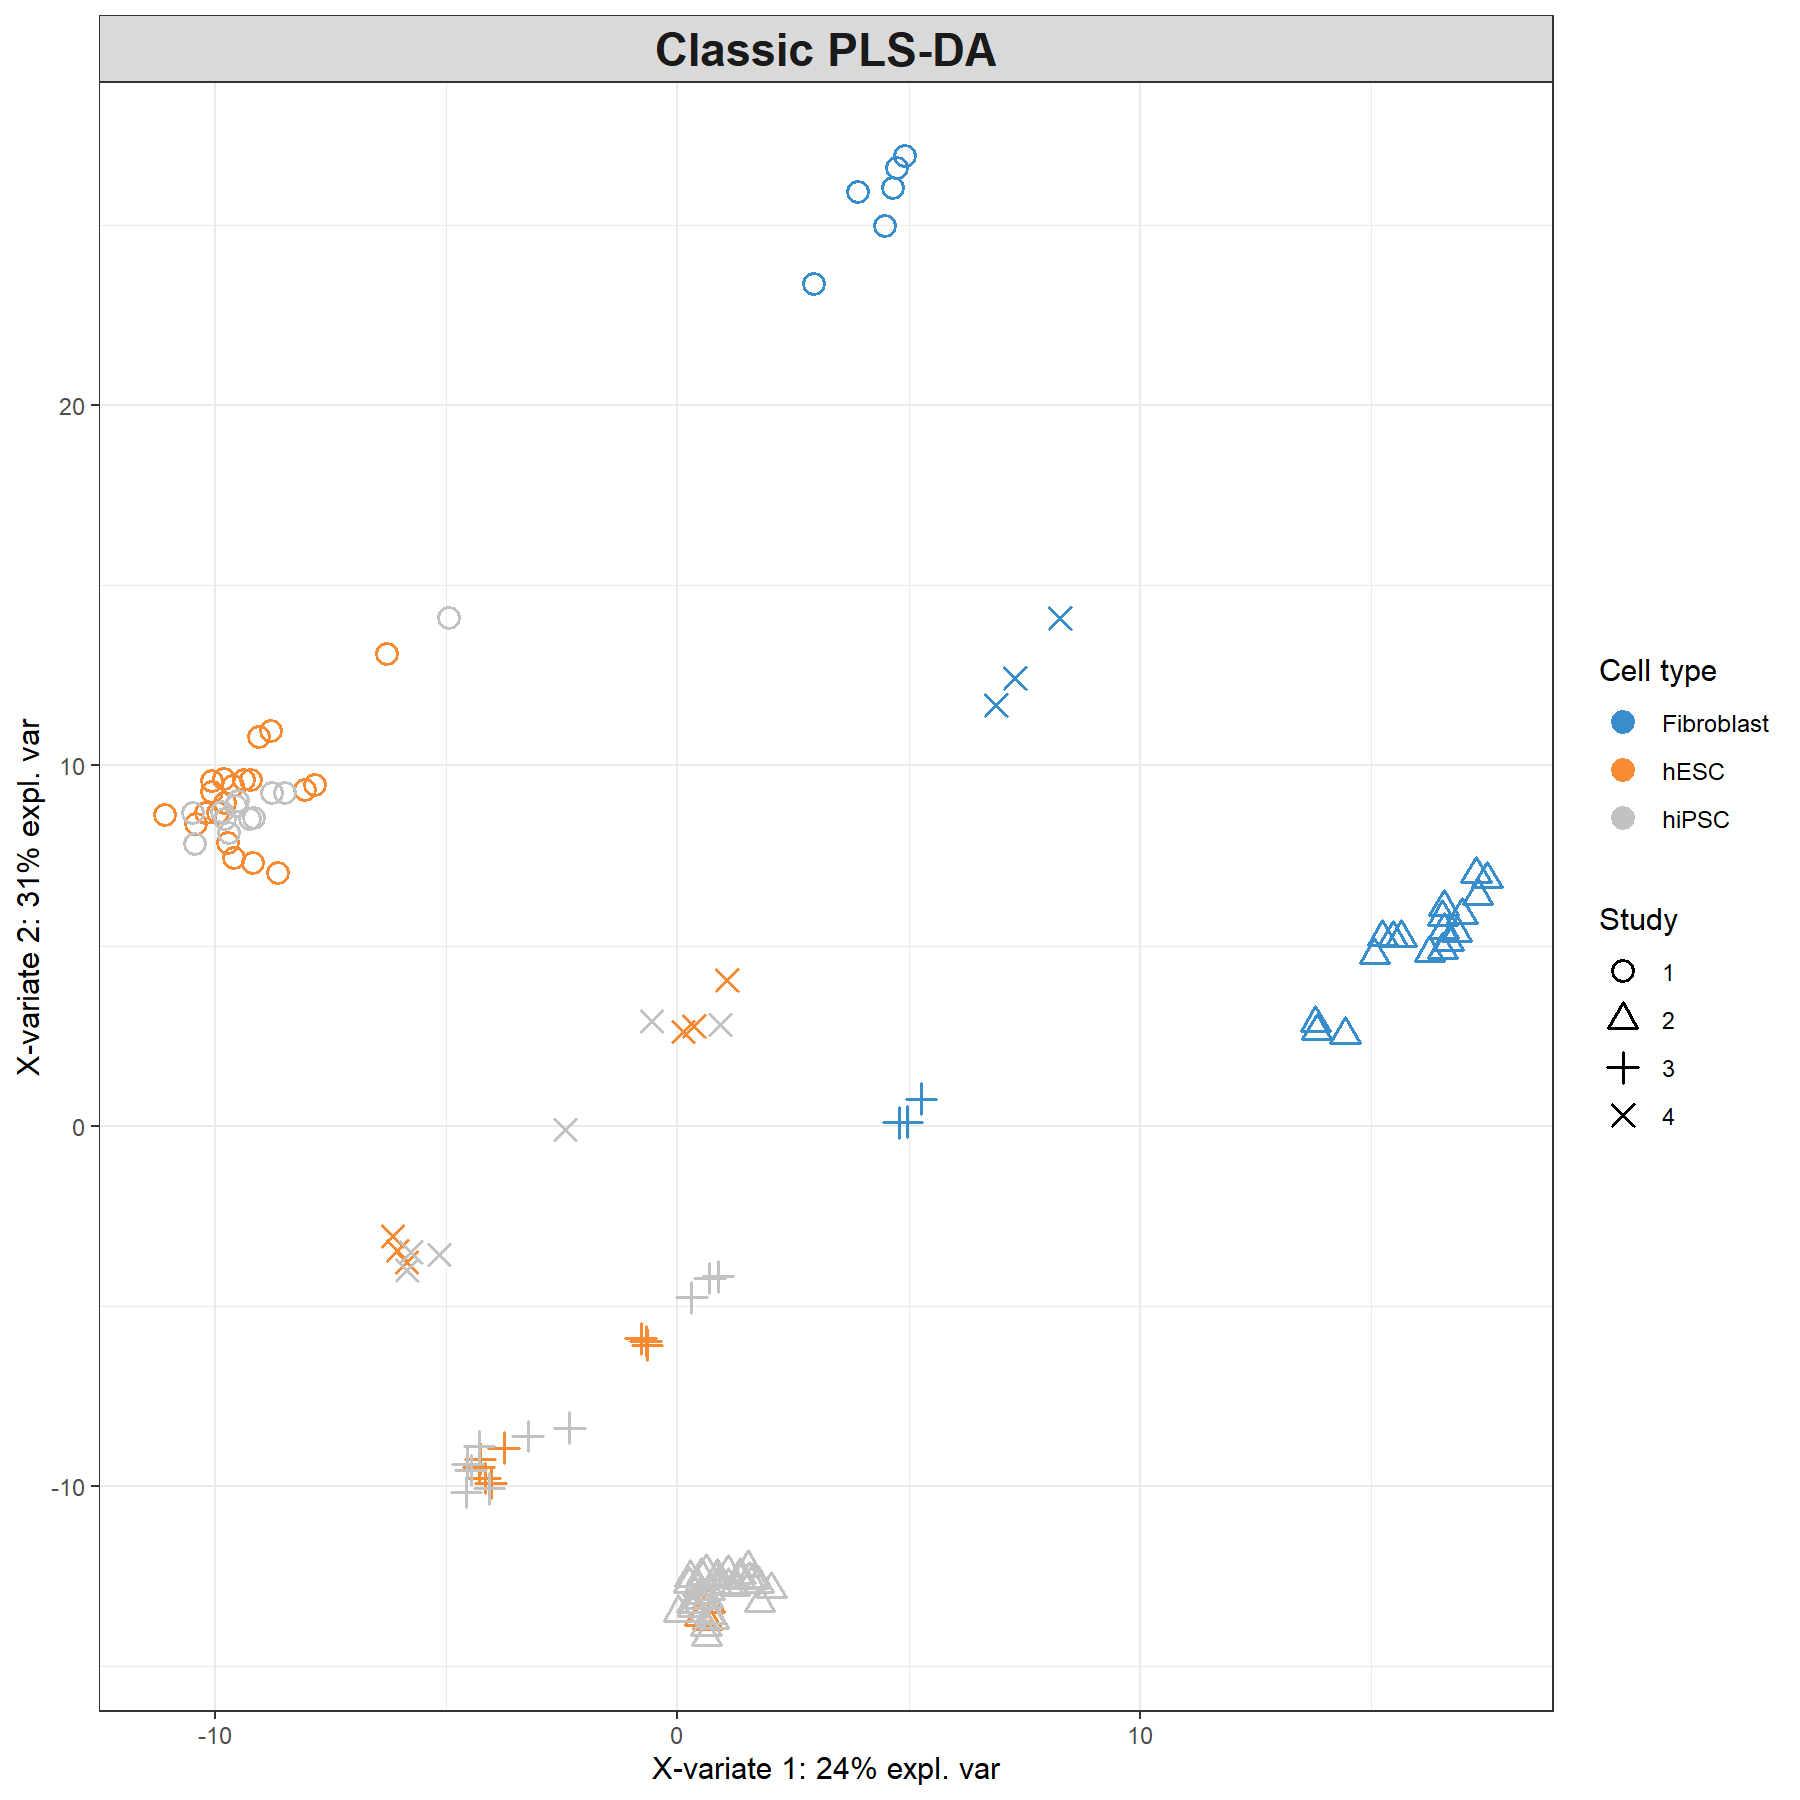 Classic PLS-DA
X-variate 2: 31% expl. var
20
10
0
-10
-10
0
10
X-variate 1: 24% expl. var
Cell type
Fibroblast
hESC
hiPSC
Study
1
2
3
4